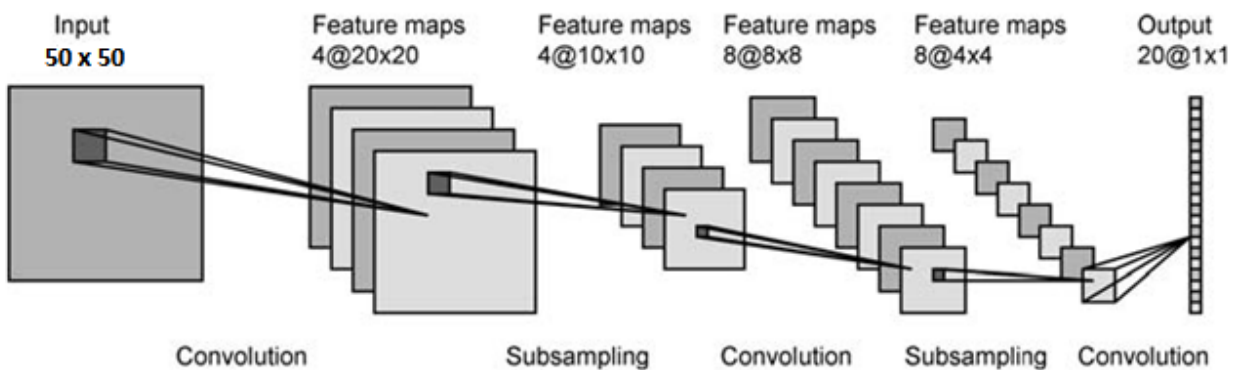 Input
50 x 50
Feature maps
4@20x20
Feature maps
4@10x10
Feature maps
8@8x8
Feature maps
8@4x4
Output
20@1x1
Convolution
Subsampling
Convolution
Subsampling
Convolution